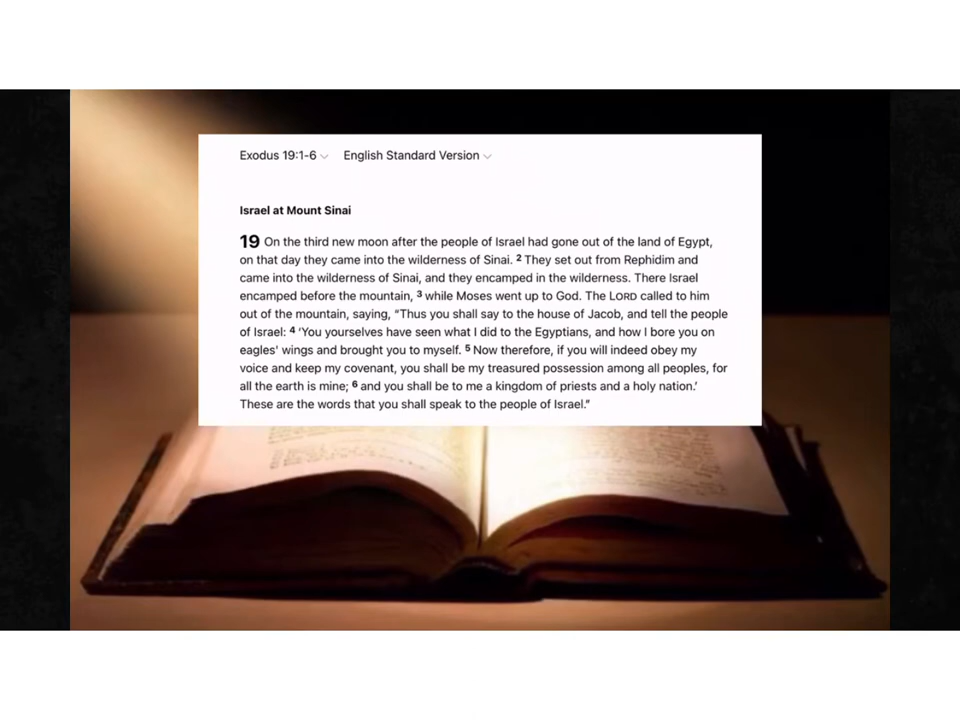 Exodus 19:1-6 English Standard Version
Israel at Mount Sinai
19 On the third new moon after the people of Israel had gone out of the land of Egypt,
on that day they came into the wilderness of Sinai. 2 They set out from Rephidim and
came into the wilderness of Sinai, and they encamped in the wilderness. There Israel
encamped before the mountain, 3 while Moses went up to God. The LORD called to him
out of the mountain, saying, “Thus you shall say to the house of Jacob, and tell the people
of Israel: 4 ‘You yourselves have seen what I did to the Egyptians, and how I bore you on
eagles’ wings and brought you to myself. 5 Now therefore, if you will indeed obey my
voice and keep my covenant, you shall be my treasured possession among all peoples, for
all the earth is mine; 6 and you shall be to me a kingdom of priests and a holy nation.’
These are the words that you shall speak to the people of Israel.”